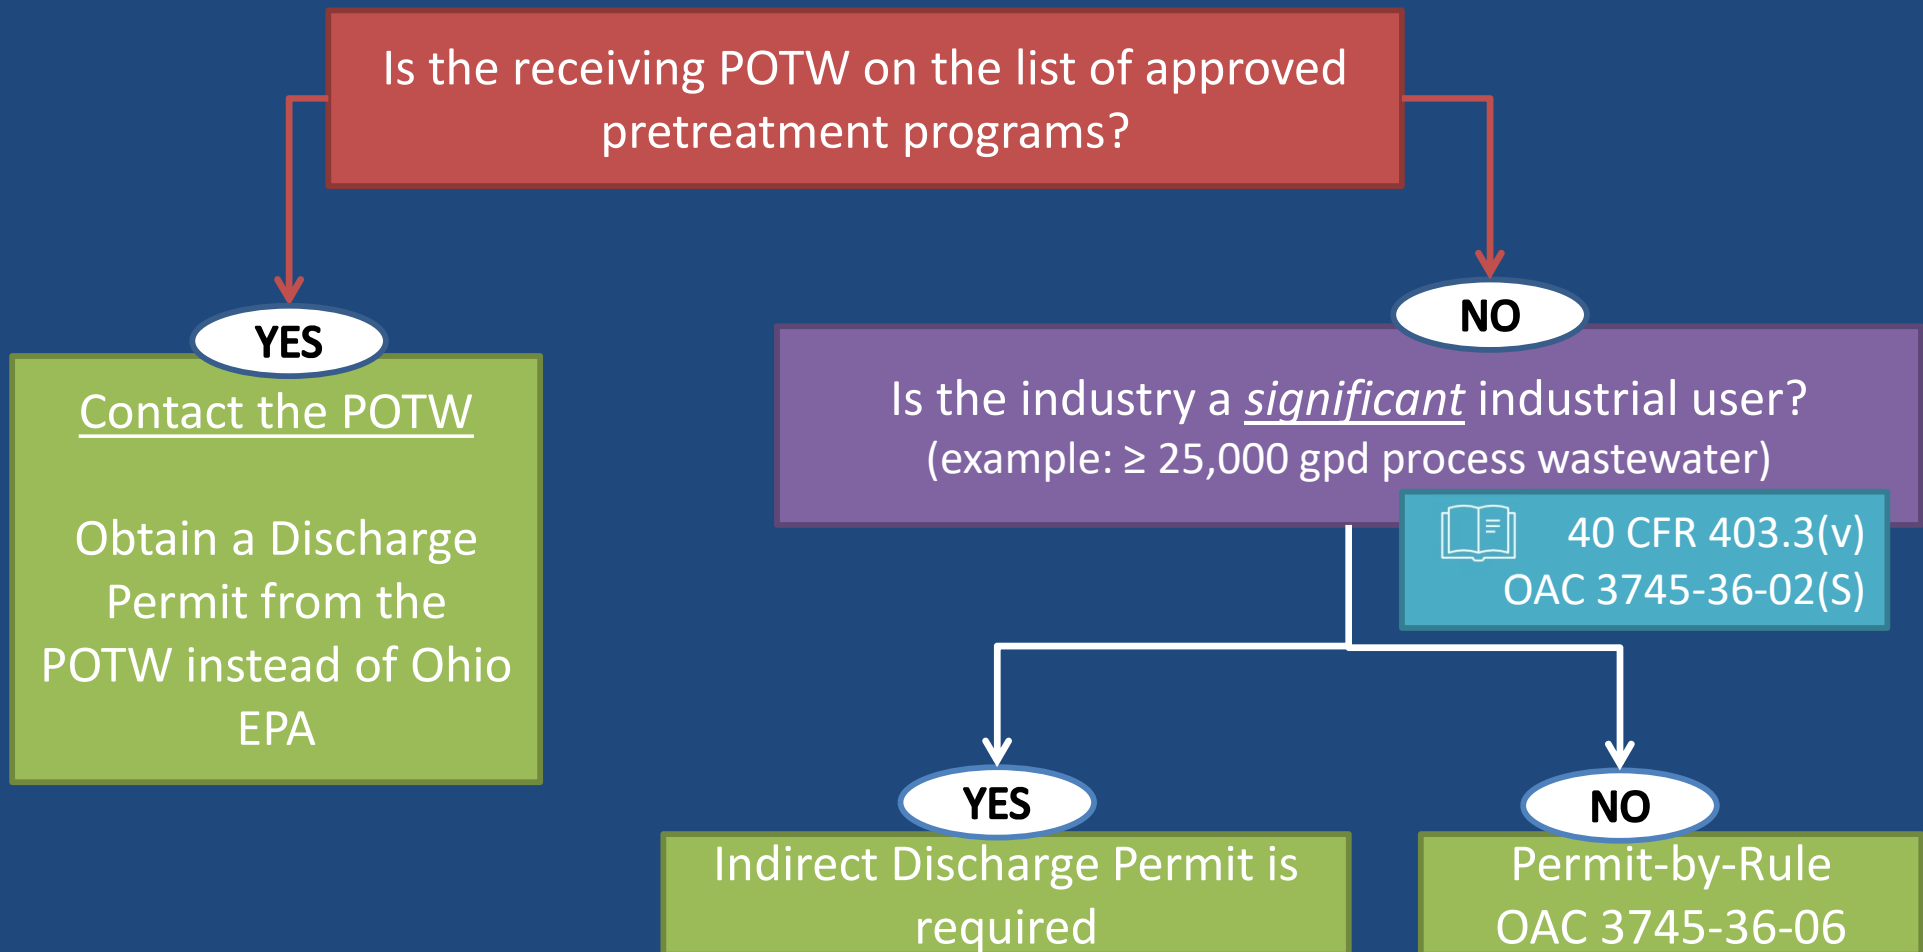 Is the receiving POTW on the list of approved
pretreatment programs?
YES
Contact the POTW
Obtain a Discharge
Permit from the
POTW instead of Ohio
EPA
NO
Is the industry a significant industrial user?
(example: ≥ 25,000 gpd process wastewater)
40 CFR 403.3(v)
OAC 3745-36-02(S)
YES
Indirect Discharge Permit is
required
NO
Permit-by-Rule
OAC 3745-36-06